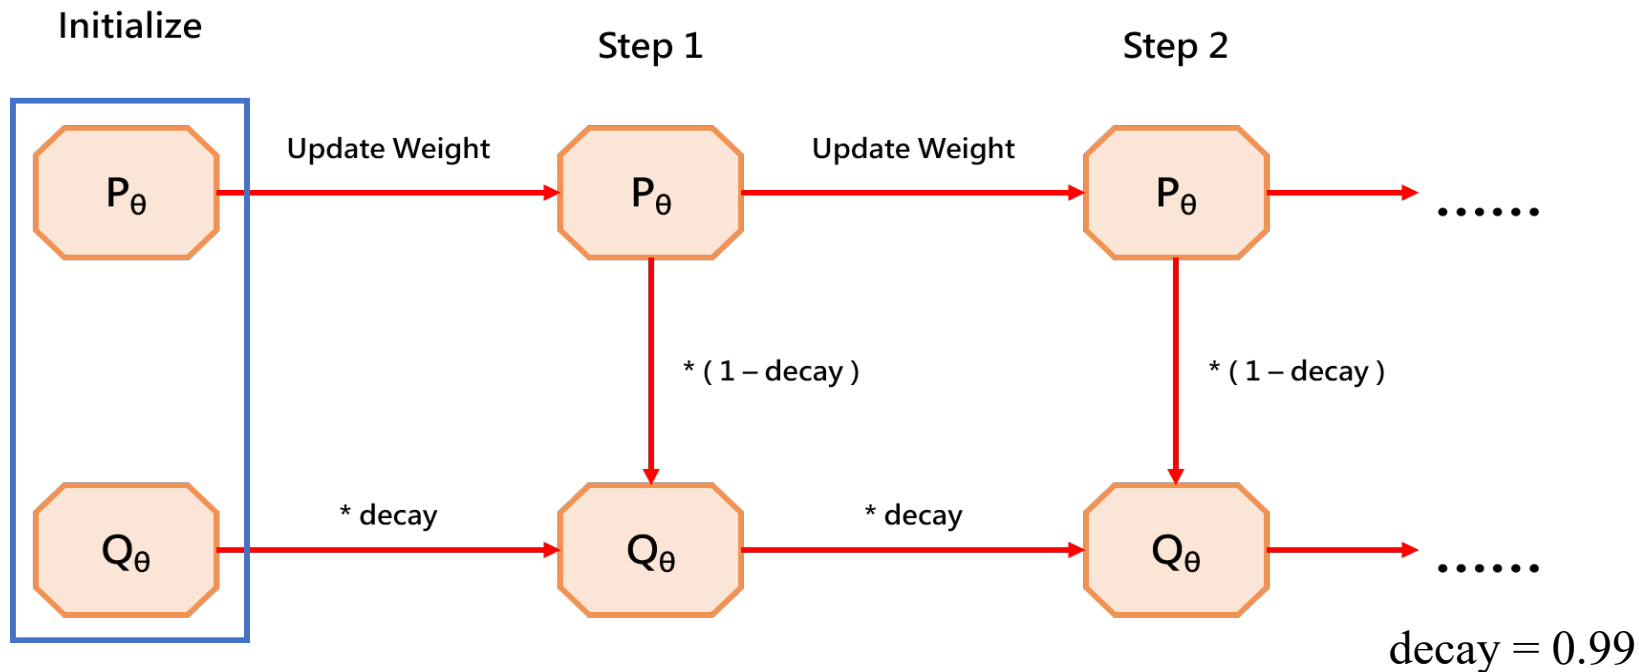 Initialize
Step 1
Step 2
Update Weight
Update Weight
Pθ
Pθ
Pθ
......
* ( 1 – decay )
* ( 1 – decay )
* decay
* decay
Qθ
Qθ
Qθ
......
decay = 0.99